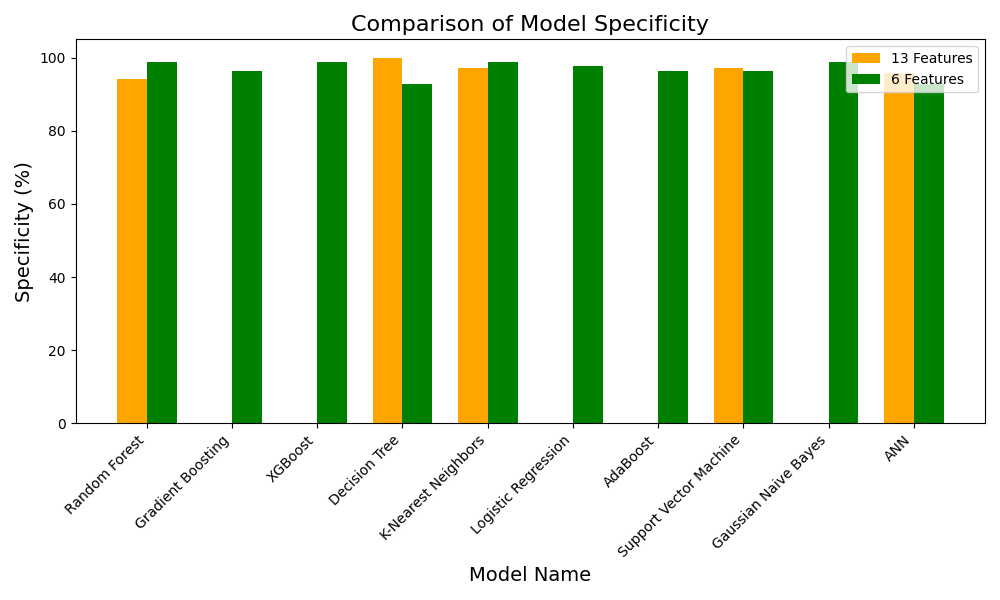 Comparison of Model Specificity
13 Features
6 Features
Specificity (%)
100
80
60
40
20
0
Random Forest
Gradient Boosting
XGBoost
Decision Tree
K-Nearest Neighbors
Logistic Regression
AdaBoost
Support Vector Machine
Gaussian Naive Bayes
ANN
Model Name